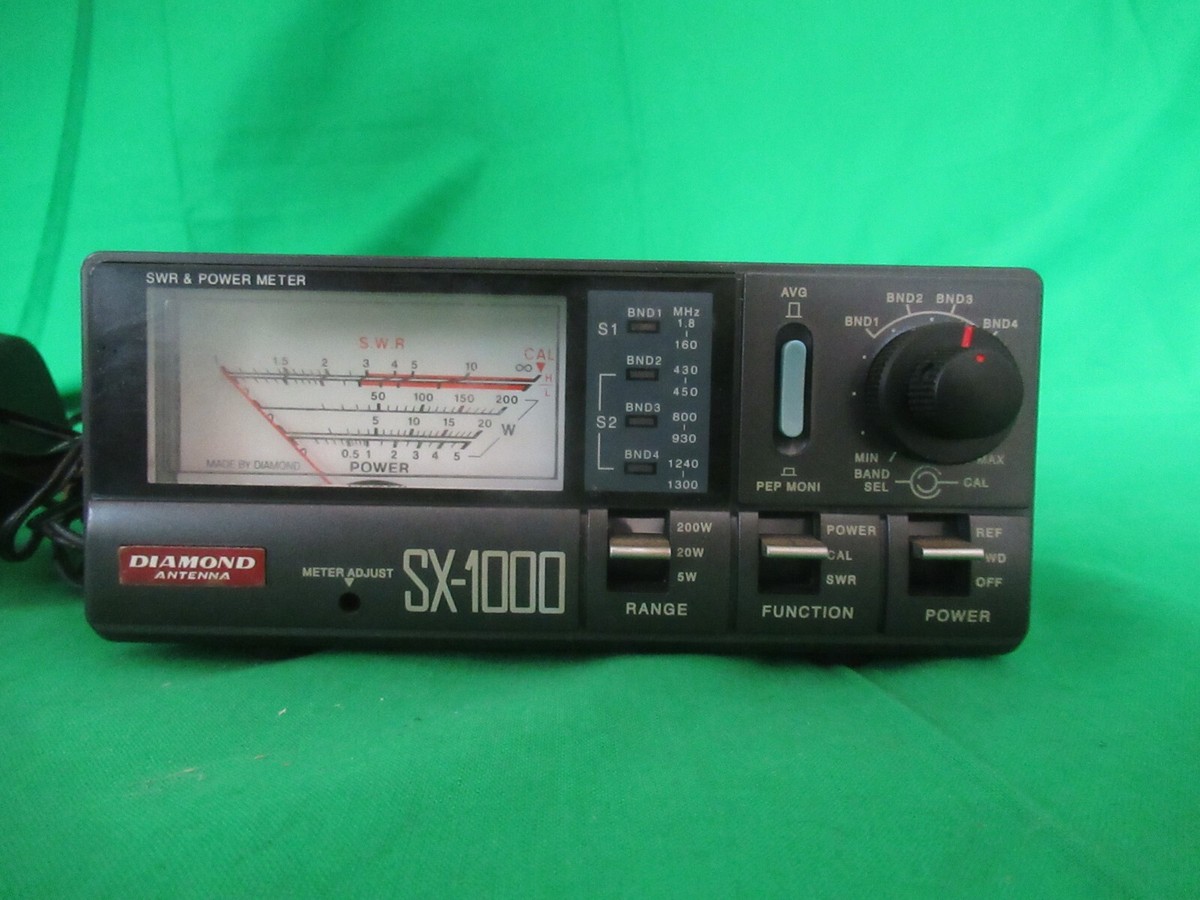 SWR & POWER METER
S.W.R
1.5 2 3 4 5 10 ∞ CAL
H
L
50 100 150 200
0 5 10 15 20 W
0 0.5 1 2 3 4 5
MADE BY DIAMOND
POWER
S1 BND1 MHz
1.8
160
BND2 430
450
S2 BND3 800
930
BND4 1240
1300
AVG
PEP MONI
BND1 BND2 BND3 BND4
MIN MAX
BAND SEL CAL
DIAMOND
ANTENNA
METER ADJUST
SX-1000
200W
20W
5W
RANGE
POWER
CAL
SWR
FUNCTION
REF
WD
OFF
POWER